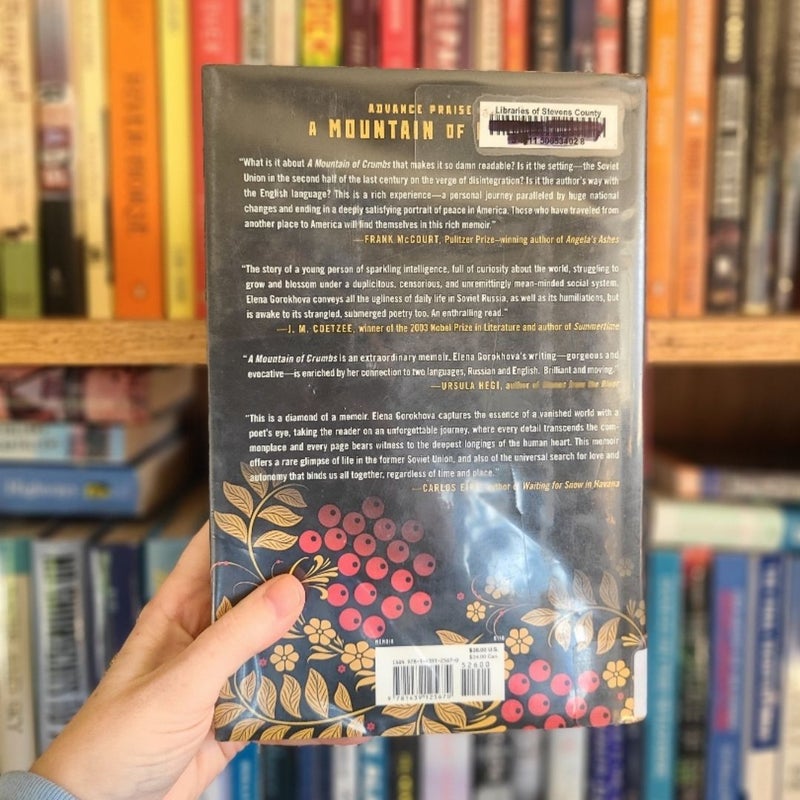 ADVANCE PRAISE
A MOUNTAIN OF
Libraries of Stevens County
"What is it about A Mountain of Crumbs that makes it so damn readable? Is it the setting—the Soviet
Union in the second half of the last century on the verge of disintegration? Is it the author's way with
the English language? This is a rich experience—a personal journey paralleled by huge national
changes and ending in a deeply satisfying portrait of peace in America. Those who have traveled from
another place to America will find themselves in this rich memoir."
—FRANK McCOURT, Pulitzer Prize–winning author of Angela's Ashes
"The story of a young person of sparkling intelligence, full of curiosity about the world, struggling to
grow and blossom under a duplicitous, censorious, and unremittingly mean-minded social system.
Elena Gorokhova conveys all the ugliness of daily life in Soviet Russia, as well as its humiliations, but
is awake to its strangled, submerged poetry too. An enthralling read."
—J. M. COETZEE, winner of the 2003 Nobel Prize in Literature and author of Summertime
"A Mountain of Crumbs is an extraordinary memoir. Elena Gorokhova's writing—gorgeous and
evocative—is enriched by her connection to two languages, Russian and English. Brilliant and moving."
—URSULA HEGI, author of Stones from the River
"This is a diamond of a memoir. Elena Gorokhova captures the essence of a vanished world with a
poet's eye, taking the reader on an unforgettable journey, where every detail transcends the com-
monplace and every page bears witness to the deepest longings of the human heart. This memoir
offers a rare glimpse of life in the former Soviet Union, and also of the universal search for love and
autonomy that binds us all together, regardless of time and place."
—CARLOS author of Waiting for Snow in Havana
MEMOIR
$26.00 U.S.
52600